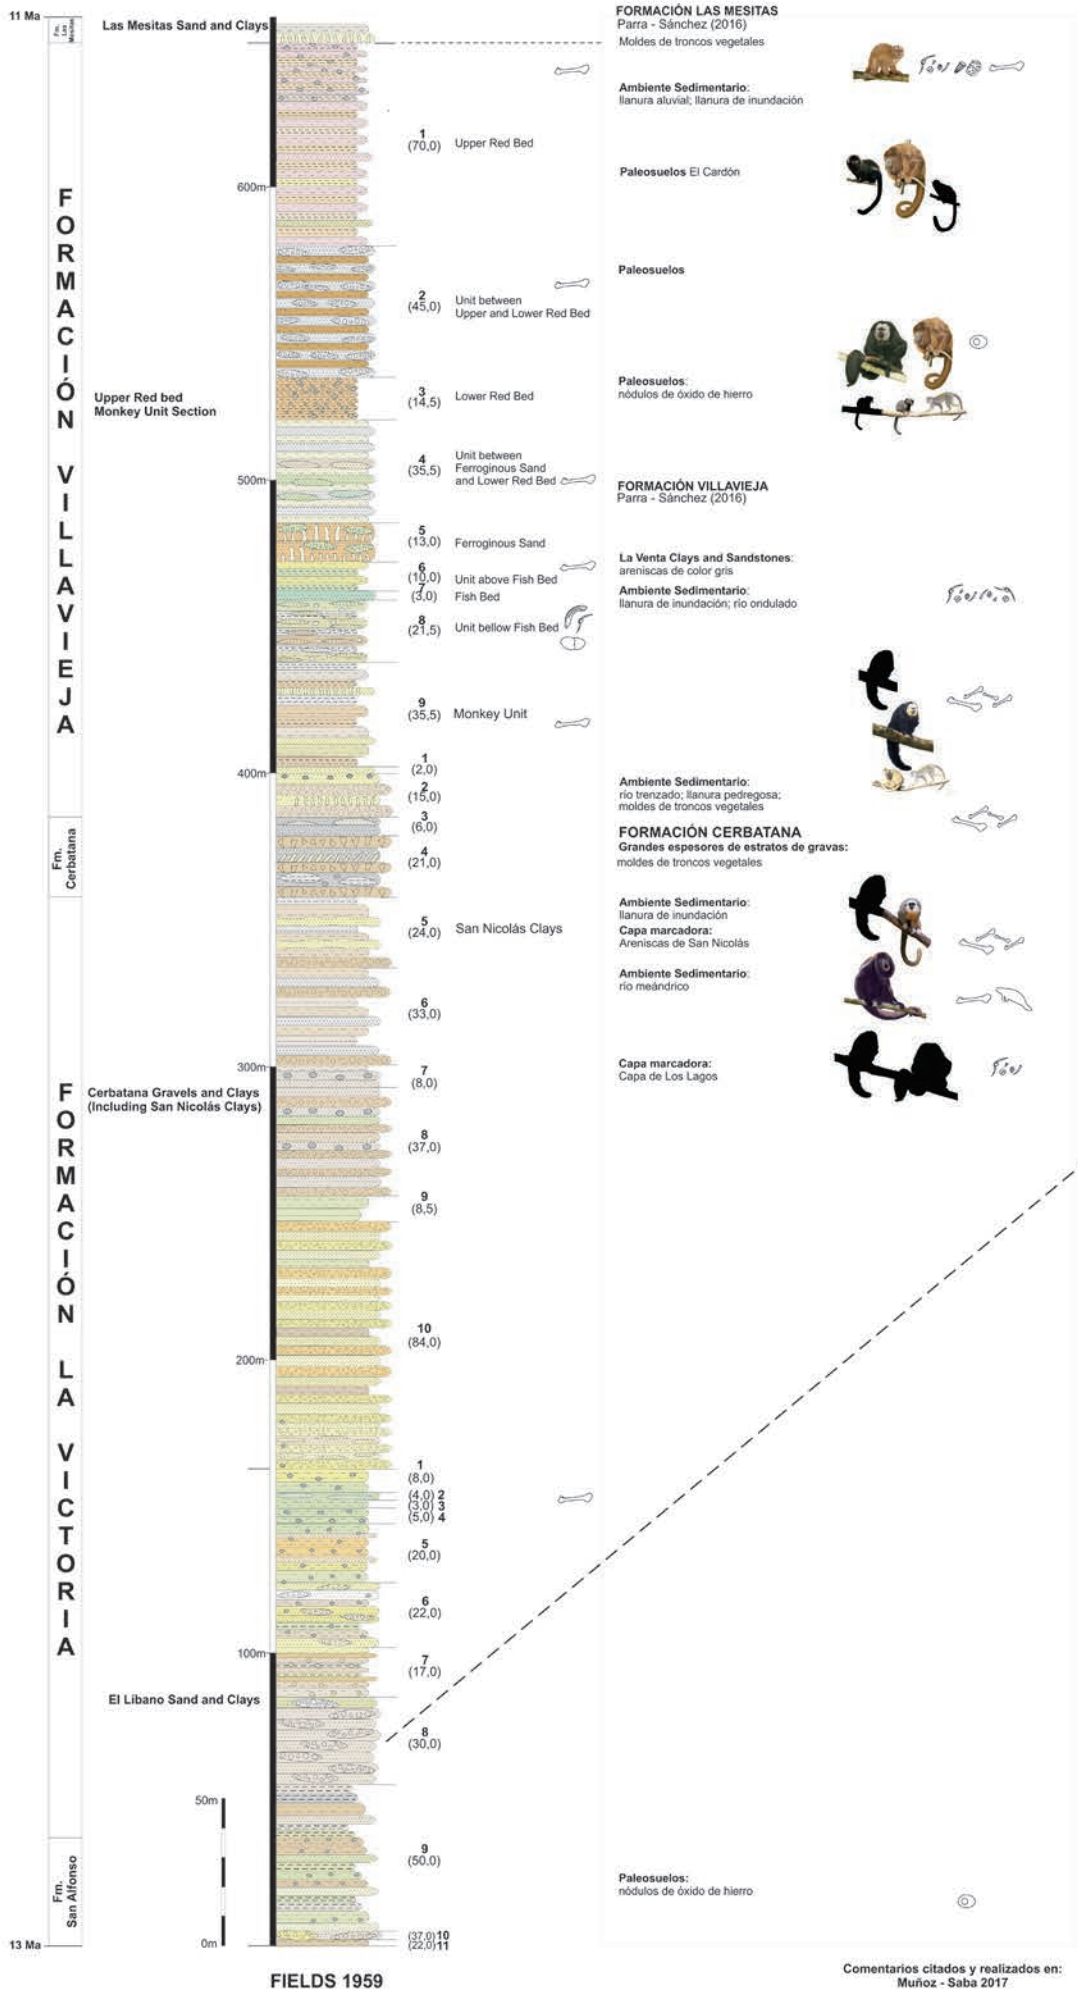 11 Ma
Fm. Las Mesitas
Las Mesitas Sand and Clays
FORMACIÓN LAS MESITAS
Parra - Sánchez (2016)
Moldes de troncos vegetales
Ambiente Sedimentario:
llanura aluvial; llanura de inundación
1
(70,0)
Upper Red Bed
Paleosuelos El Cardón
600m
FORMACIÓN VILLAVIEJA
Paleosuelos
2
(45,0)
Unit between
Upper and Lower Red Bed
Upper Red bed
Monkey Unit Section
3
(14,5)
Lower Red Bed
Paleosuelos:
nódulos de óxido de hierro
4
(35,5)
Unit between
Ferroginous Sand
and Lower Red Bed
500m
FORMACIÓN VILLAVIEJA
Parra - Sánchez (2016)
5
(13,0)
Ferroginous Sand
La Venta Clays and Sandstones:
areniscas de color gris
6
(10,0)
Unit above Fish Bed
7
(3,0)
Fish Bed
Ambiente Sedimentario:
llanura de inundación; río ondulado
8
(21,5)
Unit bellow Fish Bed
9
(35,5)
Monkey Unit
1
(2,0)
400m
2
(15,0)
Ambiente Sedimentario:
río trenzado; llanura pedregosa;
moldes de troncos vegetales
3
(6,0)
FORMACIÓN CERBATANA
Grandes espesores de estratos de gravas:
moldes de troncos vegetales
Fm.
Cerbatana
4
(21,0)
5
(24,0)
San Nicolás Clays
Ambiente Sedimentario:
llanura de inundación
Capa marcadora:
Areniscas de San Nicolás
Ambiente Sedimentario:
río meándrico
6
(33,0)
300m
7
(8,0)
Capa marcadora:
Capa de Los Lagos
FORMACIÓN LA VICTORIA
Cerbatana Gravels and Clays
(Including San Nicolás Clays)
8
(37,0)
9
(8,5)
10
(84,0)
200m
1
(8,0)
(4,0) 2
(3,0) 3
(5,0) 4
5
(20,0)
6
(22,0)
100m
7
(17,0)
El Líbano Sand and Clays
8
(30,0)
50m
9
(50,0)
Fm.
San Alfonso
Paleosuelos:
nódulos de óxido de hierro
(37,0)10
(22,0)11
0m
13 Ma
FIELDS 1959
Comentarios citados y realizados en:
Muñoz - Saba 2017